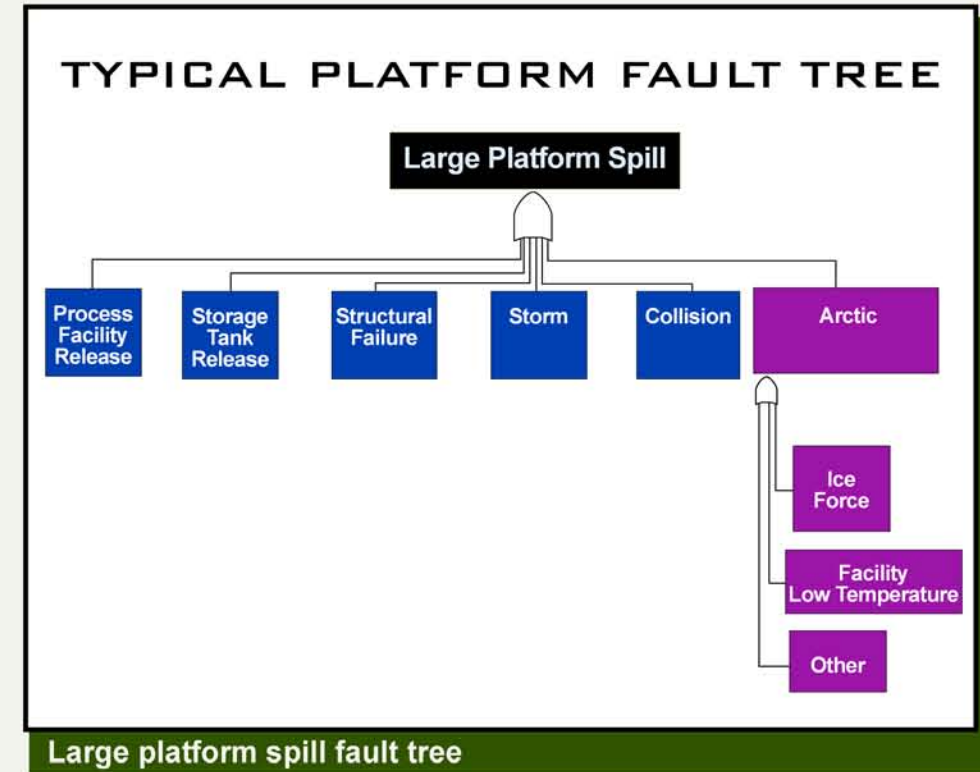 TYPICAL PLATFORM FAULT TREE
Large Platform Spill
Process
Facility
Release
Storage
Tank
Release
Structural
Failure
Storm
Collision
Arctic
Ice
Force
Facility
Low Temperature
Other
Large platform spill fault tree